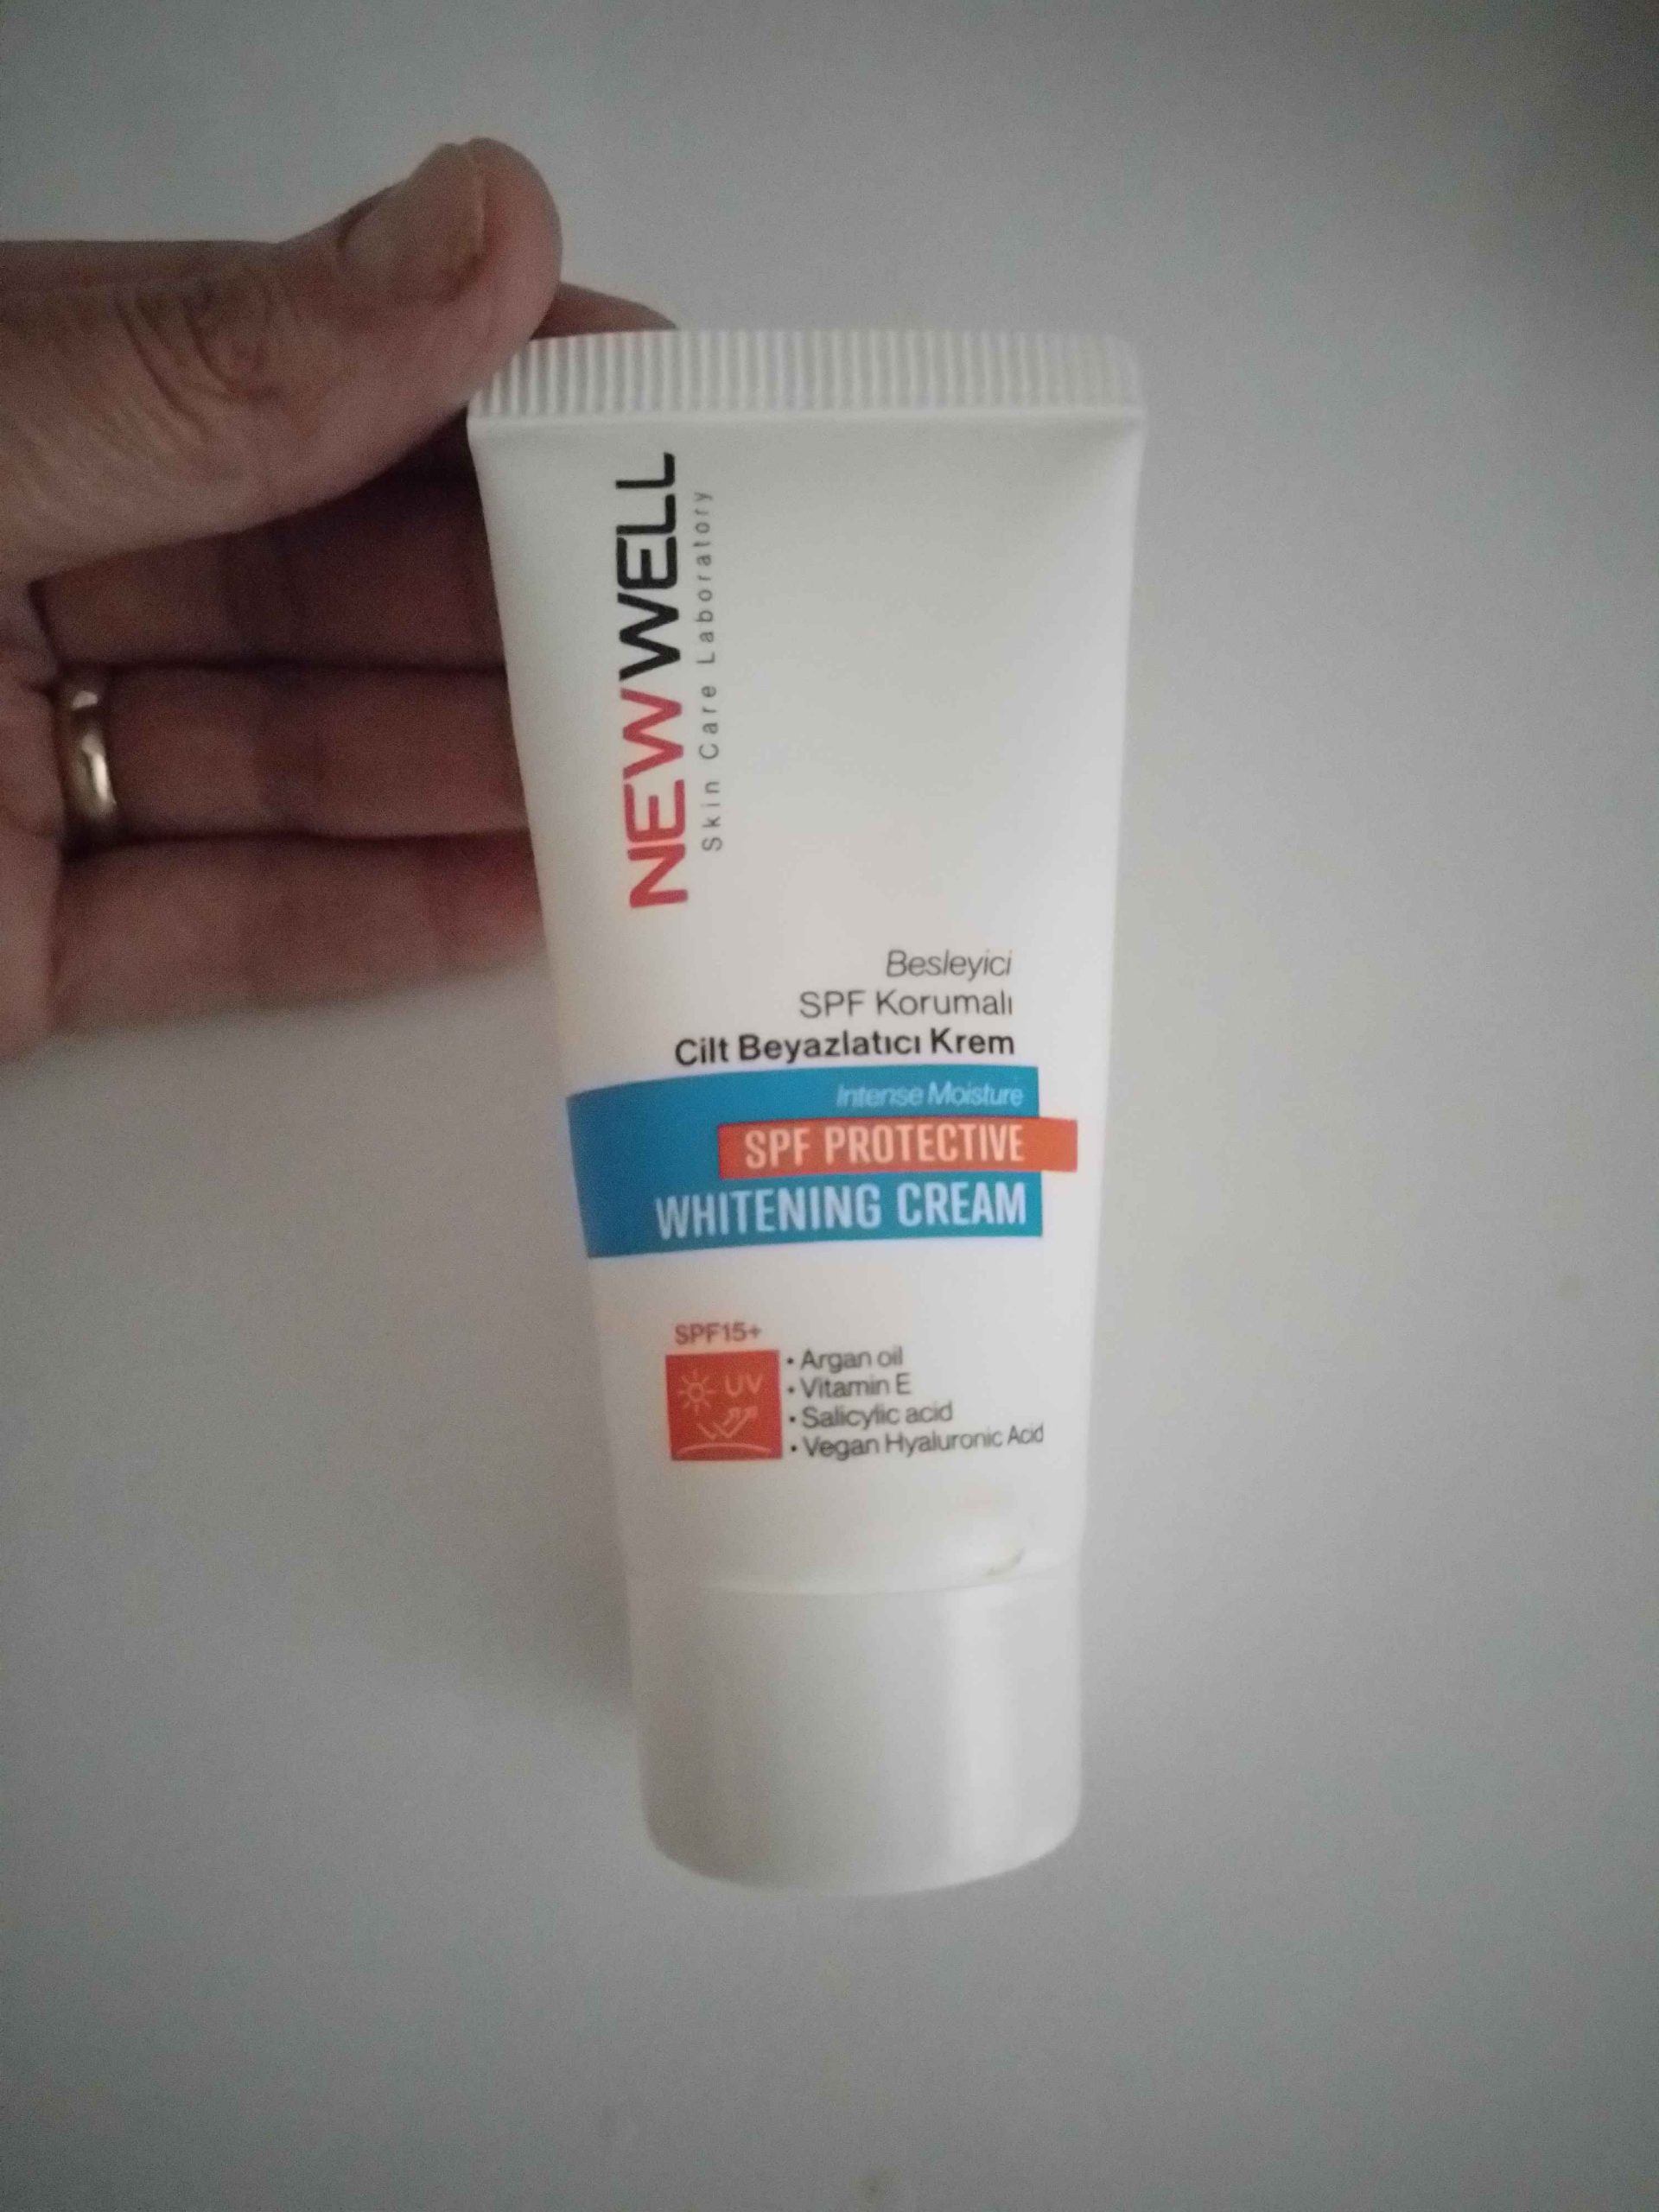 NEWWELL
Skin Care Laboratory
Besleyici
SPF Korumalı
Cilt Beyazlatıcı Krem
Intense Moisture
SPF PROTECTIVE
WHITENING CREAM
SPF15+
UV
• Argan oil
• Vitamin E
• Salicylic acid
• Vegan Hyaluronic Acid